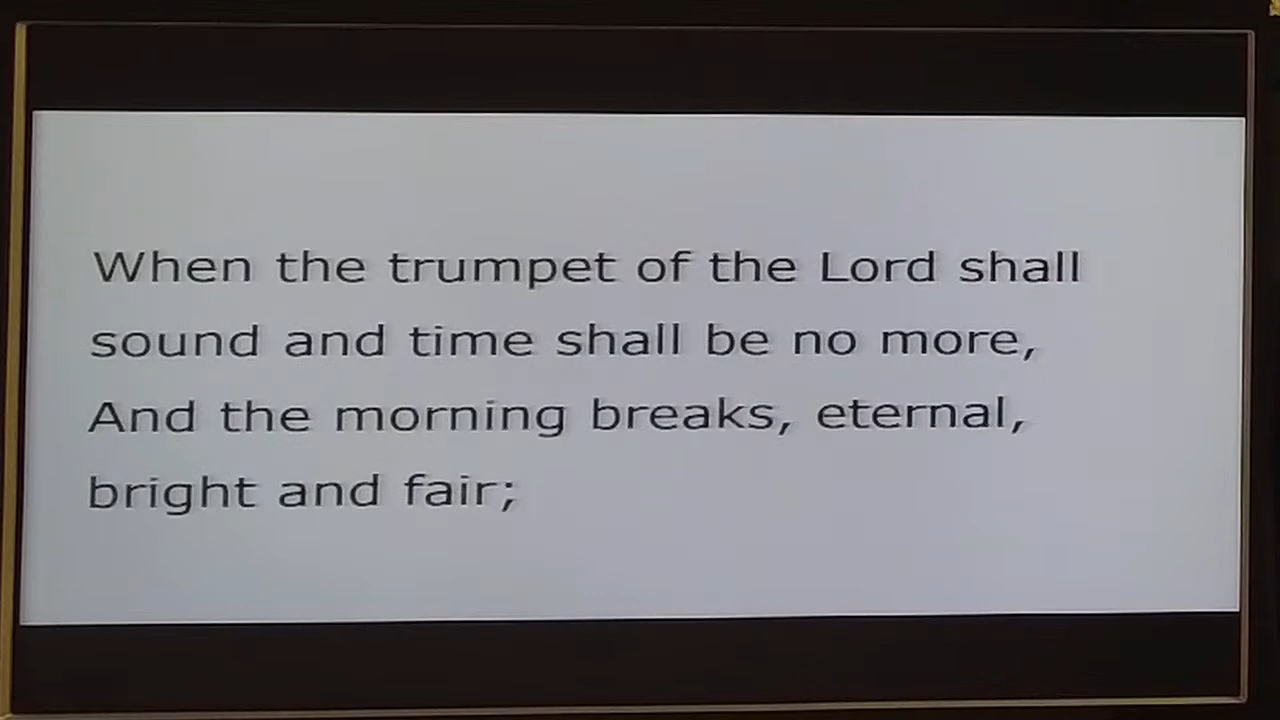 When the trumpet of the Lord shall
sound and time shall be no more,
And the morning breaks, eternal,
bright and fair;